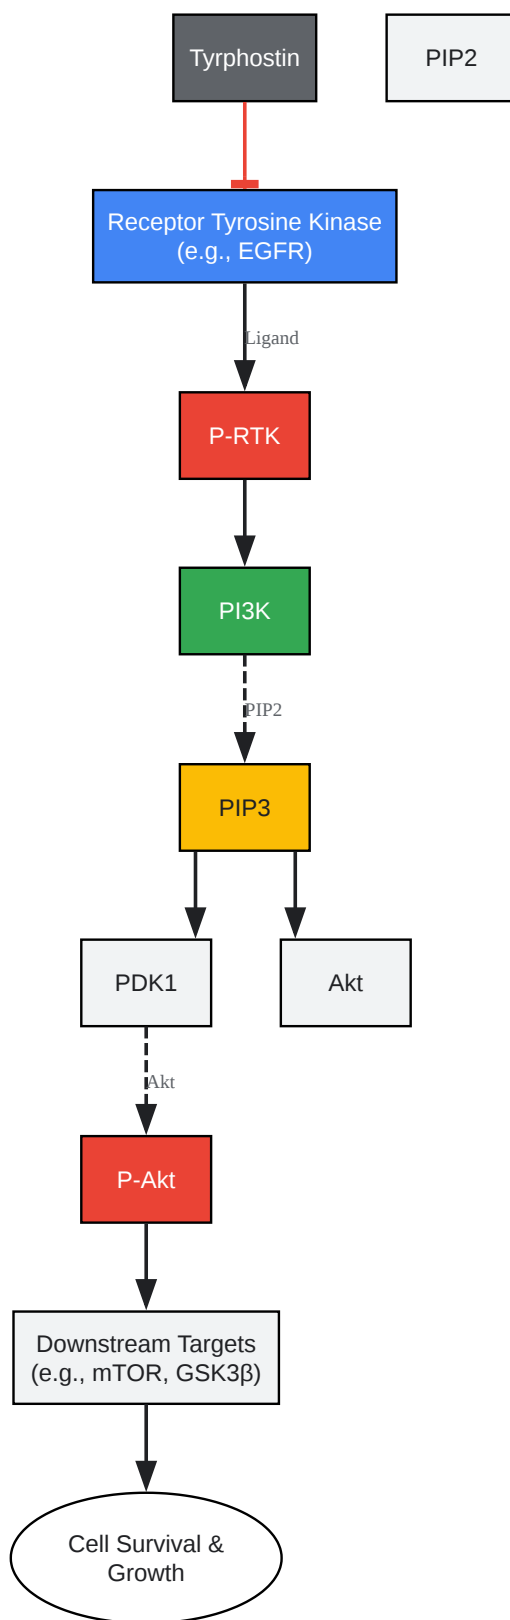 Tyrphostin
PIP2
Receptor Tyrosine Kinase
(e.g., EGFR)
Ligand
P-RTK
PI3K
PIP2
PIP3
PDK1
Akt
Akt
P-Akt
Downstream Targets
(e.g., mTOR, GSK3β)
Cell Survival &
Growth